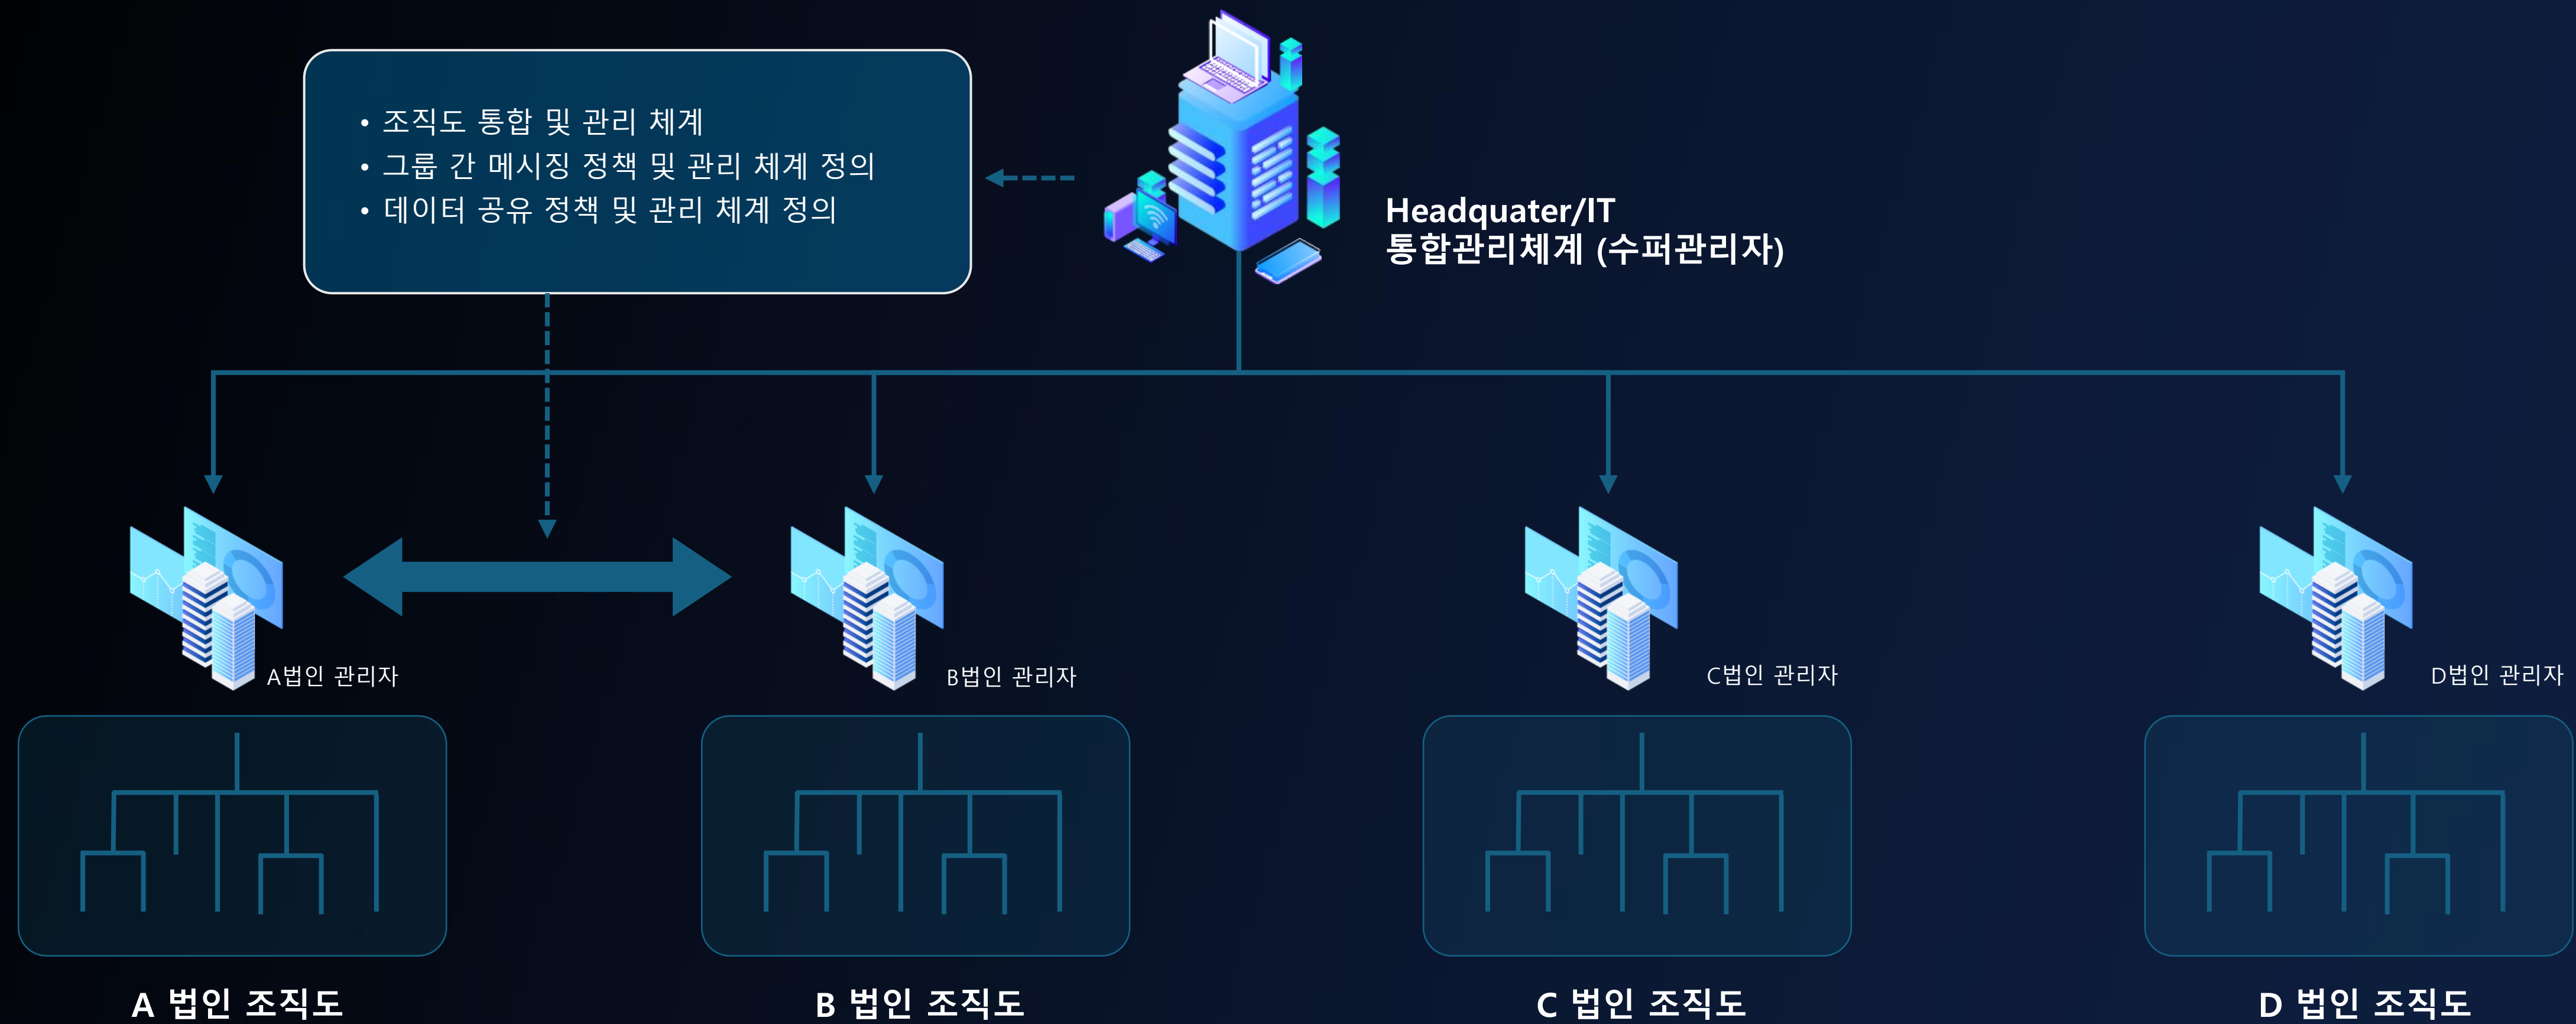 • 조직도 통합 및 관리 체계
• 그룹 간 메시징 정책 및 관리 체계 정의
• 데이터 공유 정책 및 관리 체계 정의
Headquater/IT
통합관리체계 (수퍼관리자)
A법인 관리자
B법인 관리자
C법인 관리자
D법인 관리자
A 법인 조직도
B 법인 조직도
C 법인 조직도
D 법인 조직도